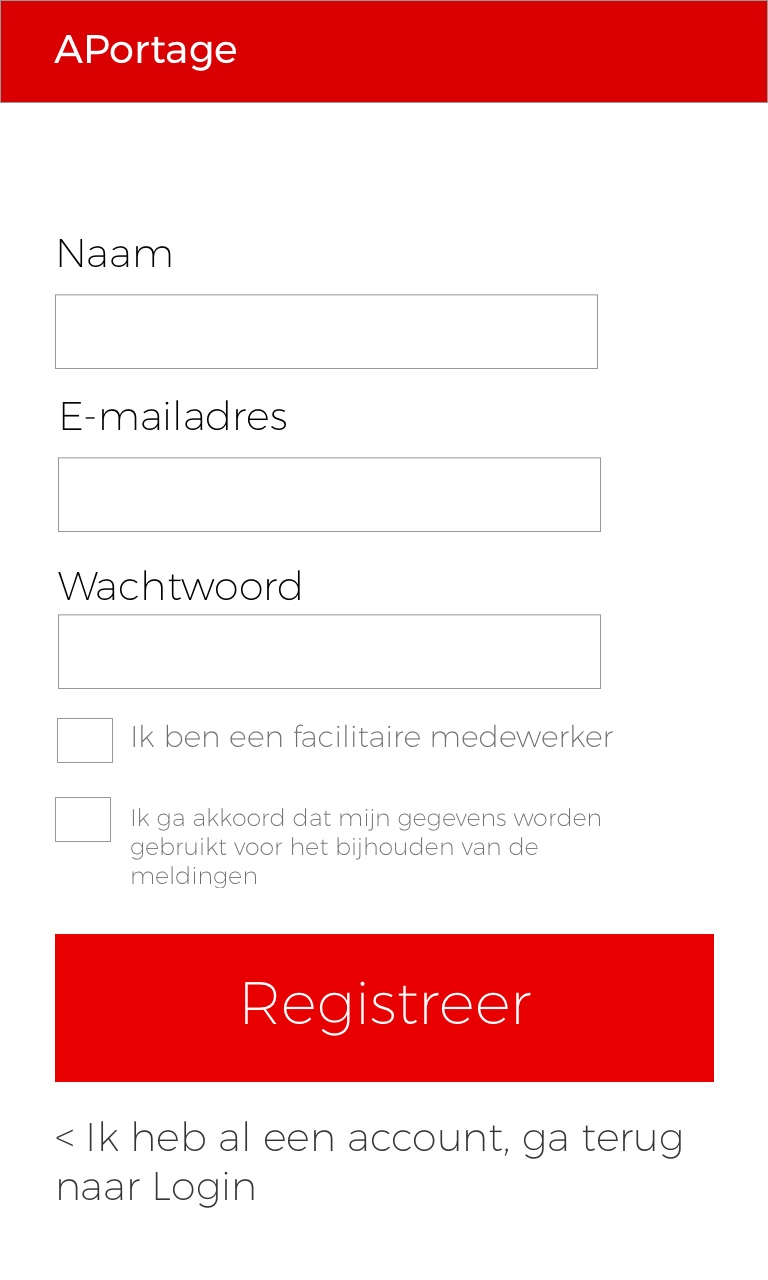 APortage
Naam
E-mailadres
Wachtwoord
Ik ben een facilitaire medewerker
Ik ga akkoord dat mijn gegevens worden
gebruikt voor het bijhouden van de
meldingen
Registreer
< Ik heb al een account, ga terug
naar Login